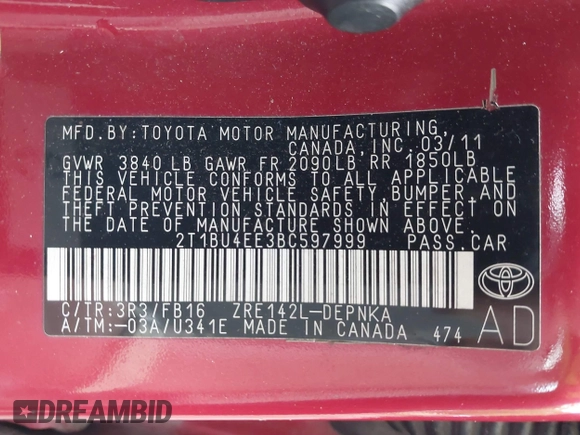 MFD. BY: TOYOTA MOTOR MANUFACTURING,
CANADA, INC. 03/11
GVWR 3840 LB GAWR FR 2090LB RR 1850LB
THIS VEHICLE CONFORMS TO ALL APPLICABLE
FEDERAL MOTOR VEHICLE SAFETY, BUMPER, AND
THEFT PREVENTION STANDARDS IN EFFECT ON
THE DATE OF MANUFACTURE SHOWN ABOVE.
2T1BU4EE3BC597999 PASS. CAR
C/TR:3R3/FB16 ZRE142L-DEPNKA
A/TM:-03A/U341E MADE IN CANADA 474
AD
DREAMBID